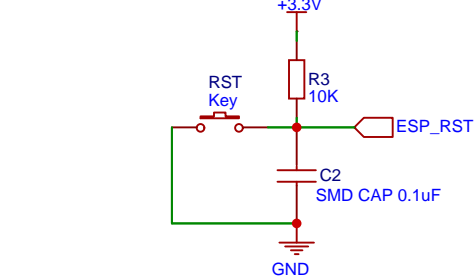 +3.3V
RST
Key
R3
10K
ESP_RST
C2
SMD CAP 0.1uF
GND